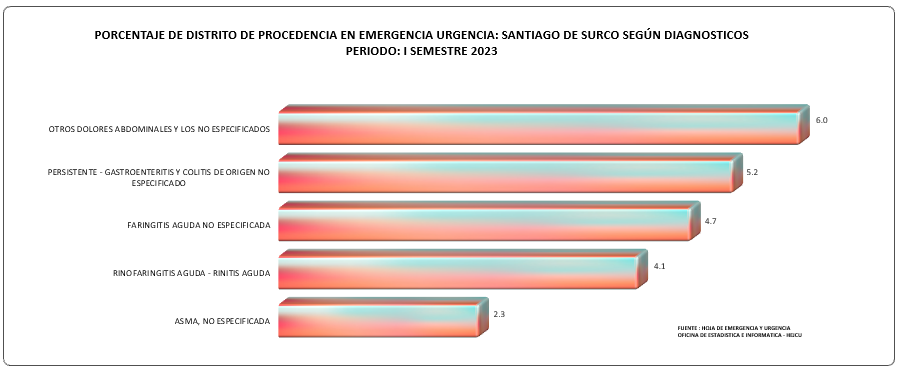 PORCENTAJE DE DISTRITO DE PROCEDENCIA EN EMERGENCIA URGENCIA: SANTIAGO DE SURCO SEGÚN DIAGNOSTICOS
PERIODO: I SEMESTRE 2023
OTROS DOLORES ABDOMINALES Y LOS NO ESPECIFICADOS
6.0
PERSISTENTE - GASTROENTERITIS Y COLITIS DE ORIGEN NO
ESPECIFICADO
5.2
FARINGITIS AGUDA NO ESPECIFICADA
4.7
RINOFARINGITIS AGUDA - RINITIS AGUDA
4.1
ASMA, NO ESPECIFICADA
2.3
FUENTE : HOJA DE EMERGENCIA Y URGENCIA
OFICINA DE ESTADISTICA E INFORMATICA - HEJCU